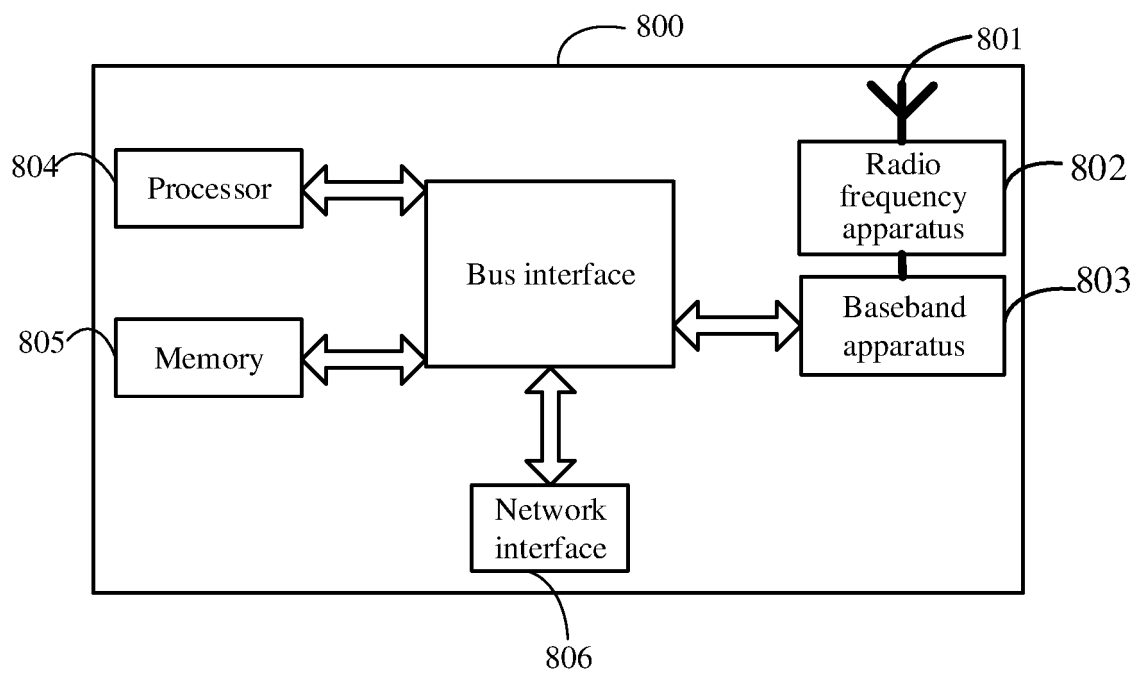 800
801
804
Processor
Radio
frequency
apparatus
802
Bus interface
803
Baseband
apparatus
805
Memory
Network
interface
806